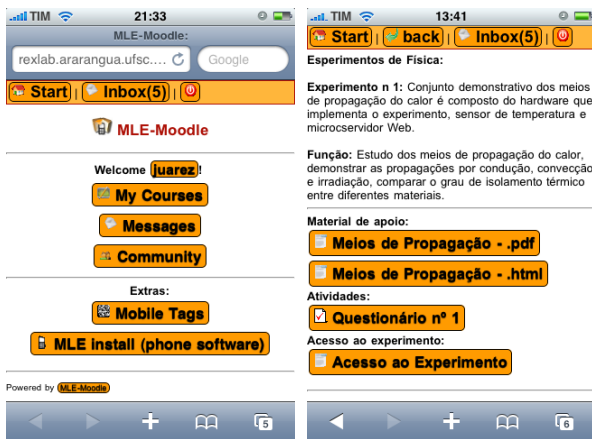 TIM 21:33
MLE-Moodle:
rexlab.ararangua.ufsc.... Google
Start | Inbox(5) |
MLE-Moodle
Welcome juarez!
My Courses
Messages
Community
Extras:
Mobile Tags
MLE install (phone software)
Powered by MLE-Moodle
5
TIM 13:41
Start | back | Inbox(5) |
Experimentos de Física:
Experimento n 1: Conjunto demonstrativo dos meios
de propagação do calor é composto do hardware que
implementa o experimento, sensor de temperatura e
microservidor Web.
Função: Estudo dos meios de propagação do calor,
demonstrar as propagações por condução, convecção
e irradiação, comparar o grau de isolamento térmico
entre diferentes materiais.
Material de apoio:
Meios de Propagação - .pdf
Meios de Propagação - .html
Atividades:
Questionário nº 1
Acesso ao experimento:
Acesso ao Experimento
6